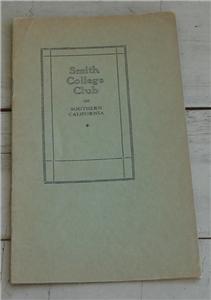 Smith
College
Club
OF
SOUTHERN
CALIFORNIA